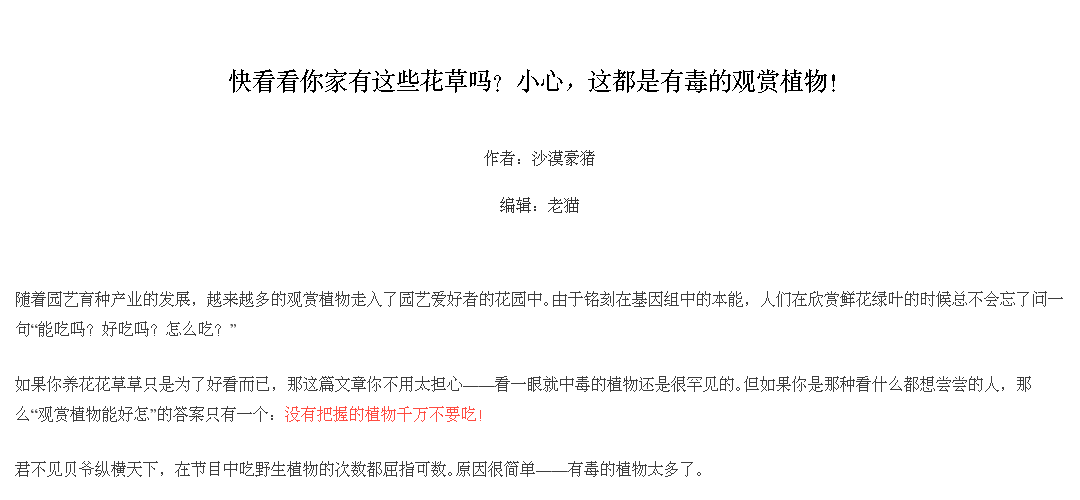 快看看你家有这些花草吗？小心，这都是有毒的观赏植物！
作者：沙漠豪猪
编辑：老猫
随着园艺育种产业的发展，越来越多的观赏植物走入了园艺爱好者的花园中。由于铭刻在基因组中的本能，人们在欣赏鲜花绿叶的时候总不会忘了问一
句“能吃吗？好吃吗？怎么吃？”
如果你养花花草草只是为了好看而已，那这篇文章你不用太担心——看一眼就中毒的植物还是很罕见的。但如果你是那种看什么都想尝尝的人，那
么“观赏植物能好怎”的答案只有一个：没有把握的植物千万不要吃！
君不见贝爷纵横天下，在节目中吃野生植物的次数都屈指可数。原因很简单——有毒的植物太多了。